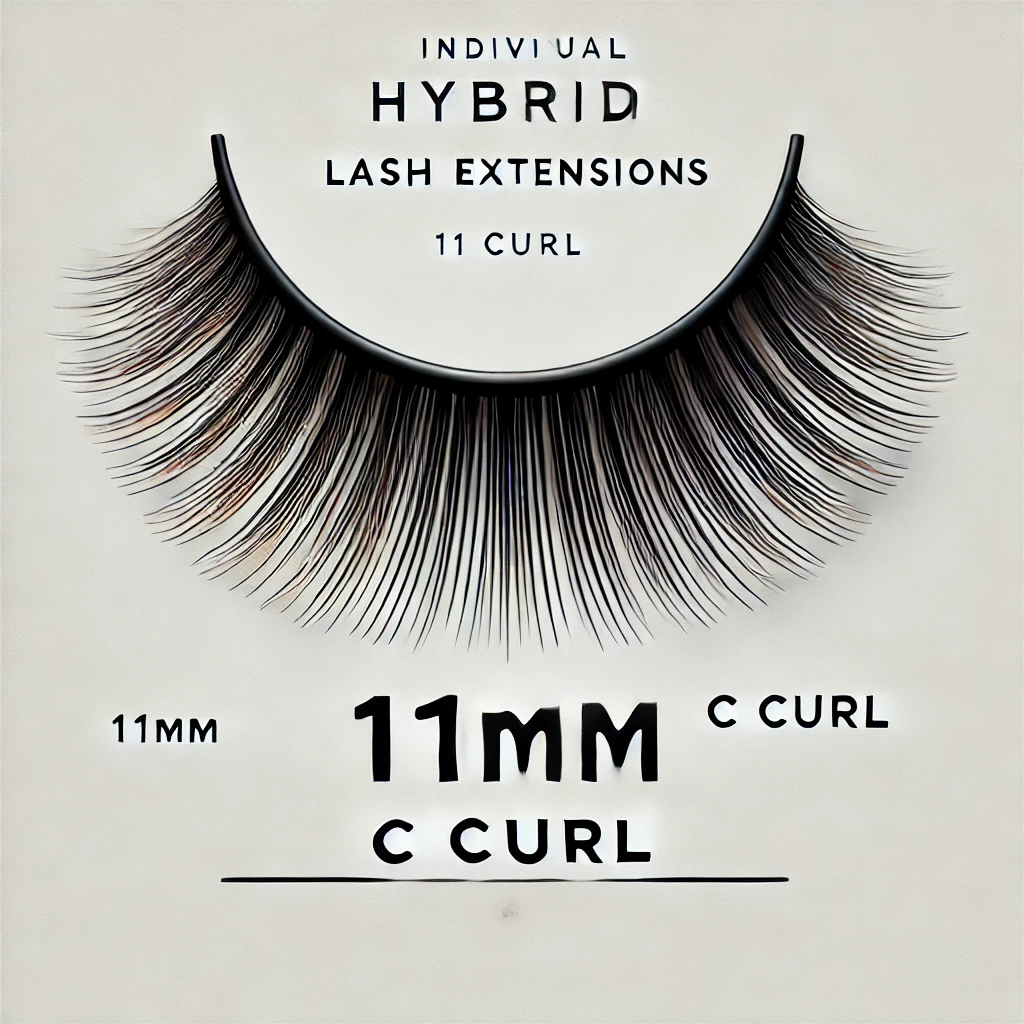 INDIVI UAL
HYBRID
LASH EXTENSIONS
11 CURL
11MM
11MM
C CURL
C CURL